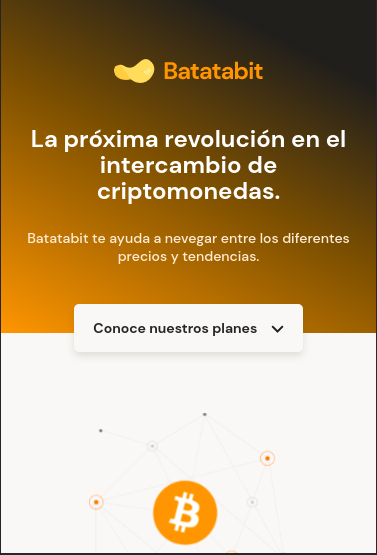 Batatabit
La próxima revolución en el
intercambio de
criptomonedas.
Batatabit te ayuda a nevegar entre los diferentes
precios y tendencias.
Conoce nuestros planes